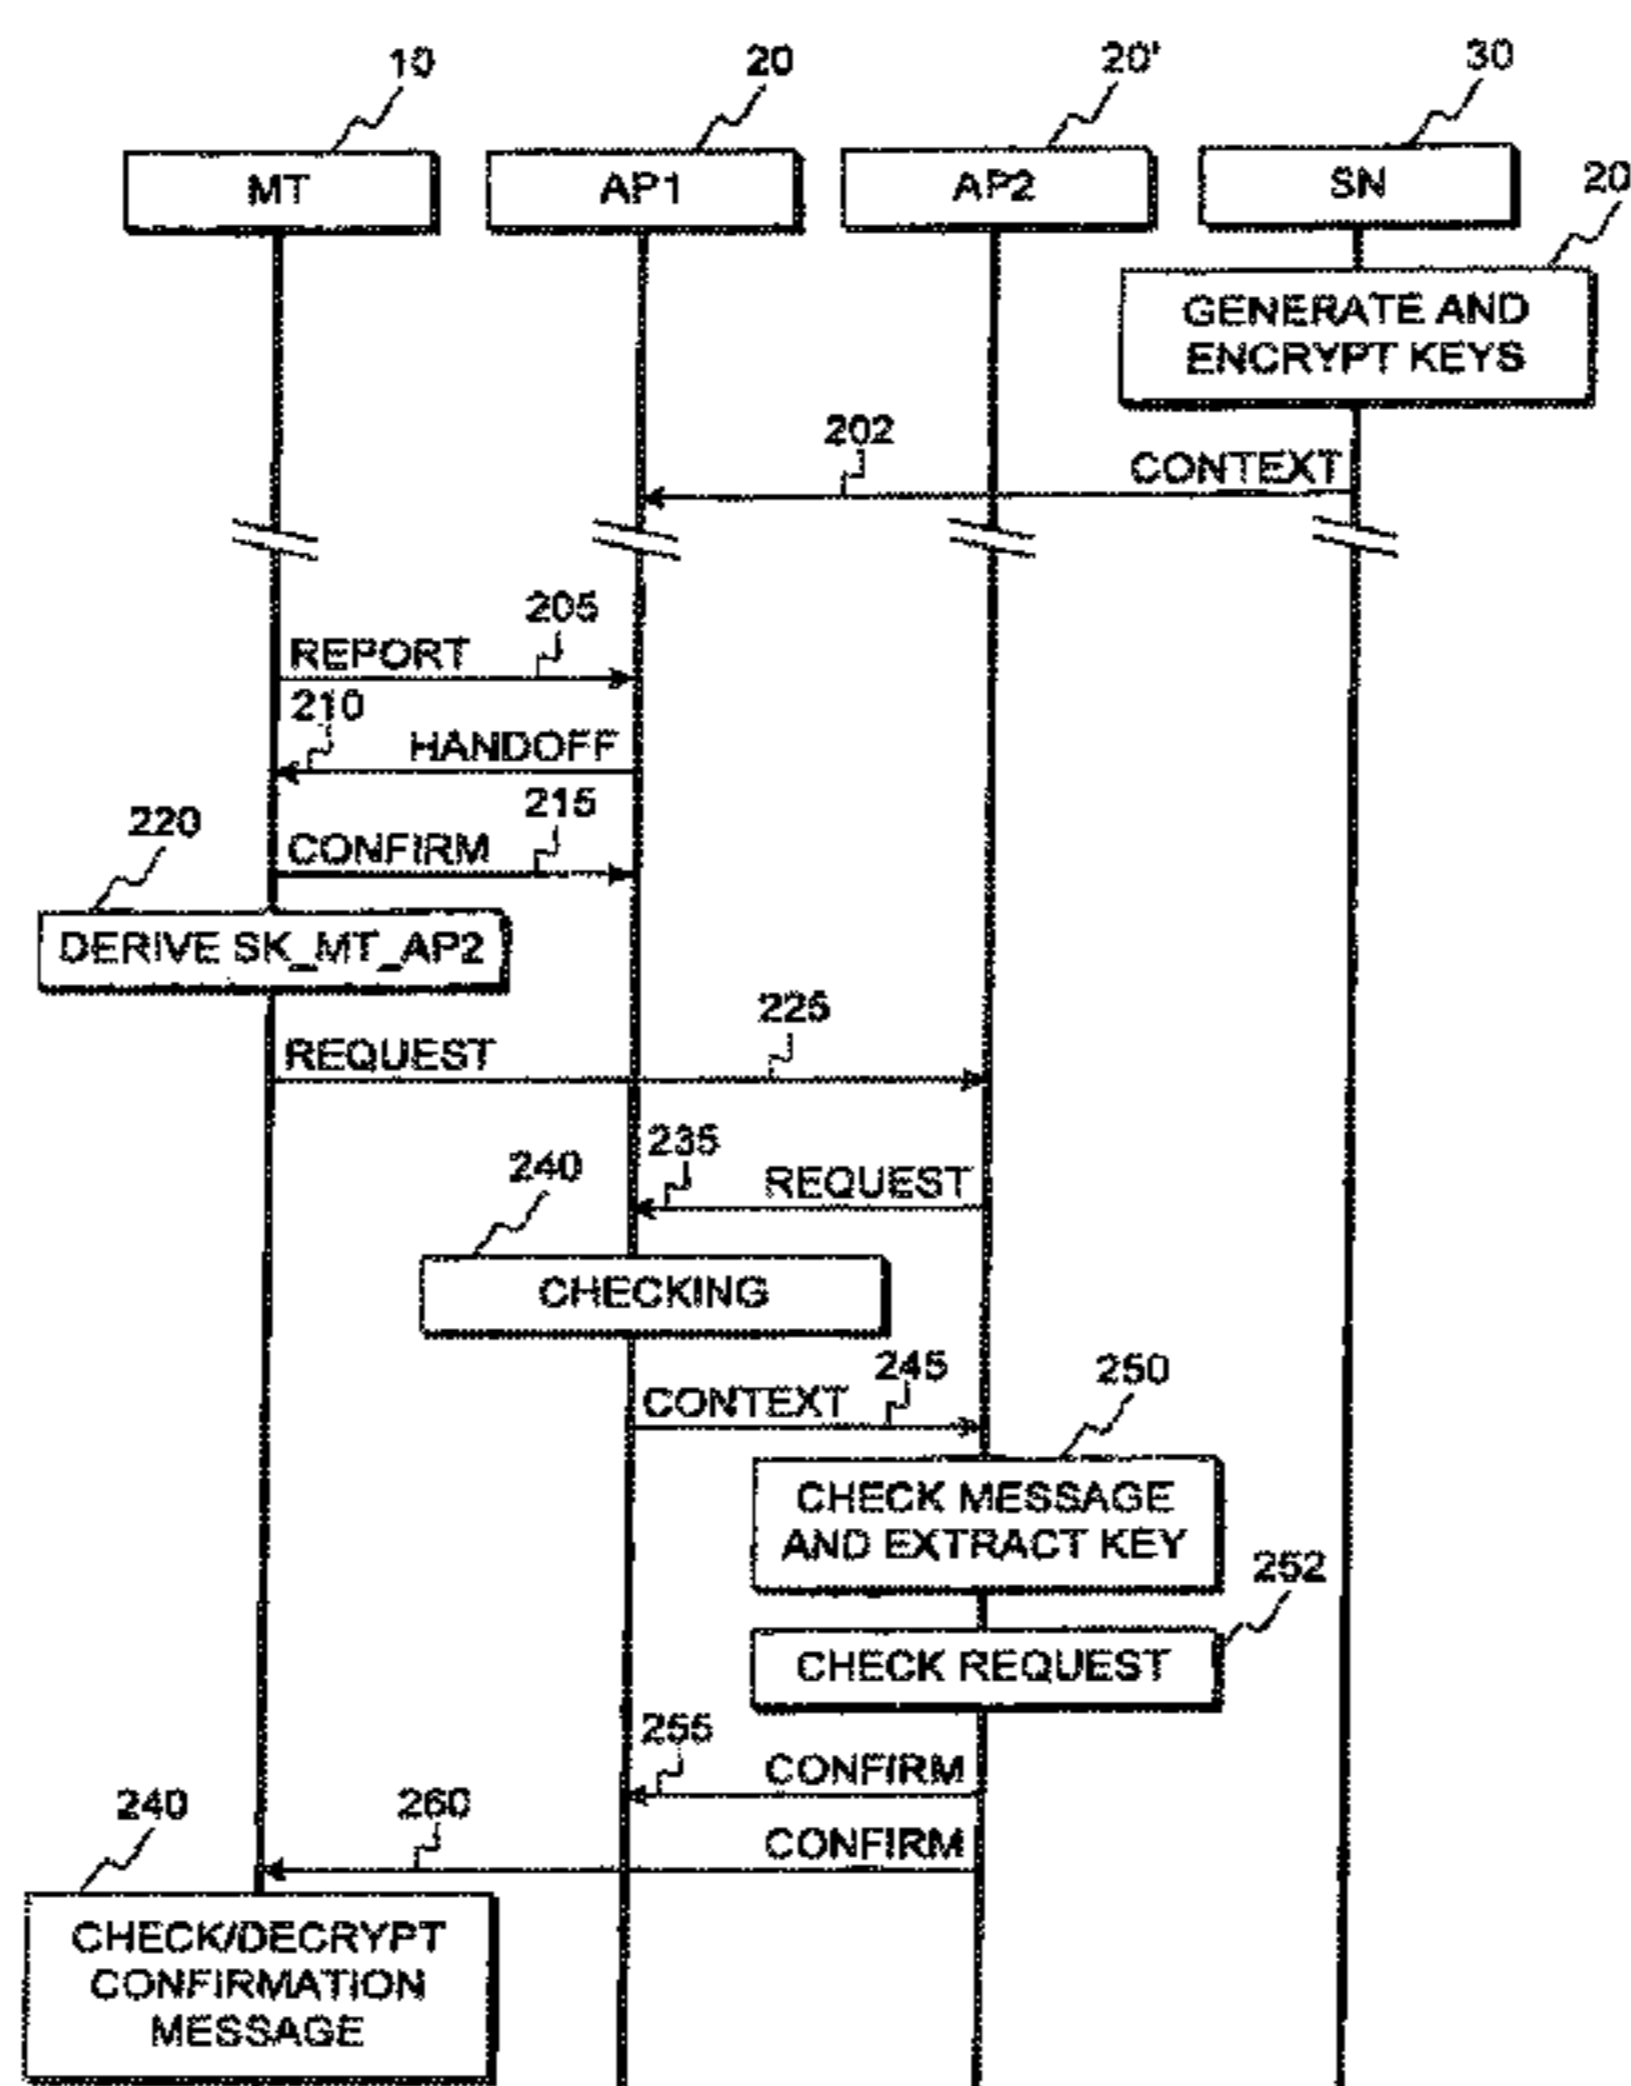 10
20
20'
30
MT
AP1
AP2
SN
20
GENERATE AND
ENCRYPT KEYS
202
CONTEXT
205
REPORT
210
HANDOFF
215
220
CONFIRM
DERIVE SK_MT_AP2
225
REQUEST
235
240
REQUEST
CHECKING
245
250
CONTEXT
CHECK MESSAGE
AND EXTRACT KEY
252
CHECK REQUEST
255
CONFIRM
240
260
CONFIRM
CHECK/DECRYPT
CONFIRMATION
MESSAGE